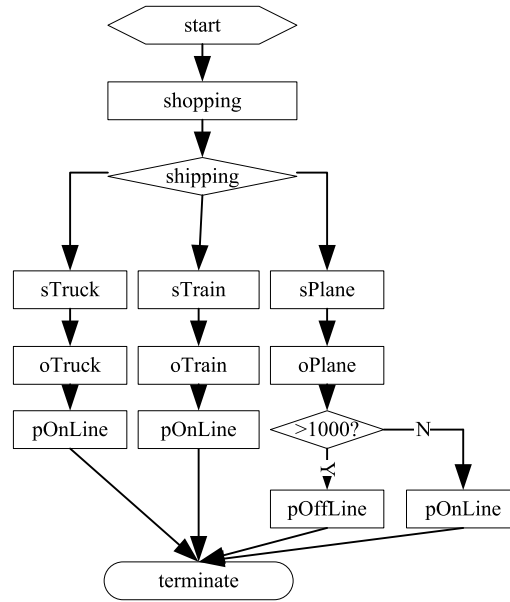 start
shopping
shipping
sTruck
sTrain
sPlane
oTruck
oTrain
oPlane
pOnLine
pOnLine
>1000?
N
Y
pOffLine
pOnLine
terminate